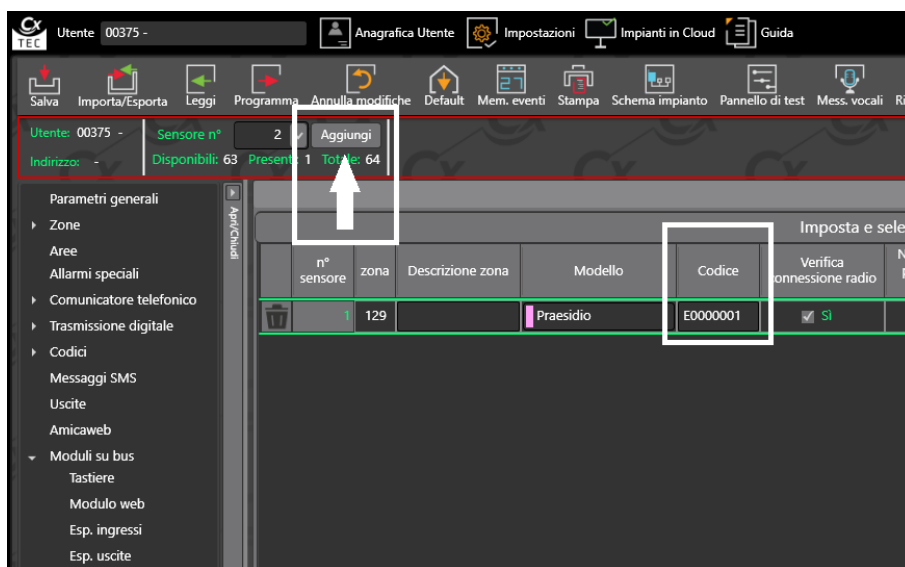 Cx
TEC
Utente 00375 -
Anagrafica Utente
Impostazioni
Impianti in Cloud
Guida
Salva
Importa/Esporta
Leggi
Programma
Annulla modifiche
Default
Mem. eventi
Stampa
Schema impianto
Pannello di test
Mess. vocali
Utente: 00375 -
Sensore n° 2
Aggiungi
Indirizzo: -
Disponibili: 63
1
64
Parametri generali
Apri/Chiudi
Zone
Aree
Allarmi speciali
Comunicatore telefonico
Trasmissione digitale
Codici
Messaggi SMS
Uscite
Amicaweb
Moduli su bus
Tastiere
Modulo web
Esp. ingressi
Esp. uscite
Imposta e
n° sensore
zona
Descrizione zona
Modello
Codice
Verifica
radio
1
129
Praesidio
E0000001
Sì